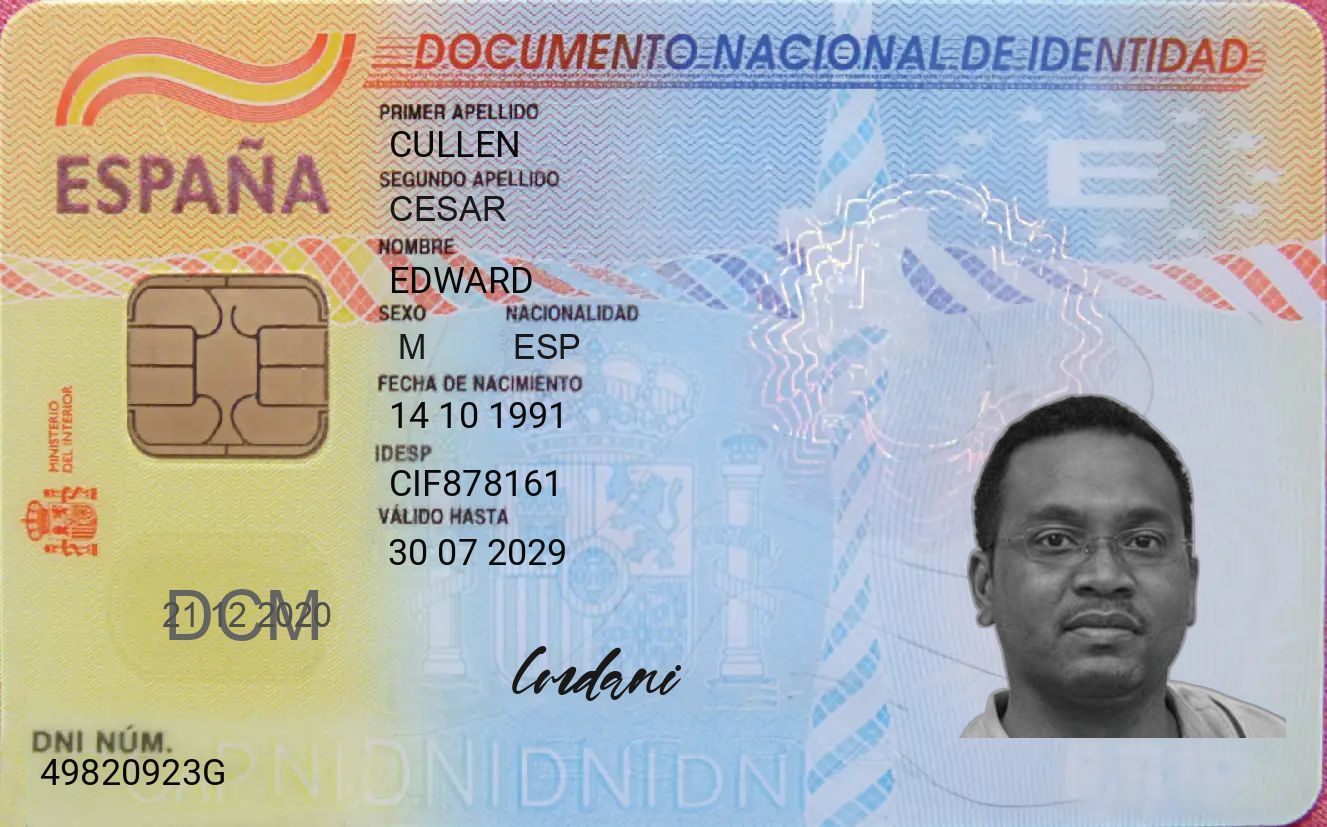 DOCUMENTO NACIONAL DE IDENTIDAD
ESPAÑA
PRIMER APELLIDO
CULLEN
SEGUNDO APELLIDO
CESAR
NOMBRE
EDWARD
SEXO NACIONALIDAD
M ESP
FECHA DE NACIMIENTO
14 10 1991
IDESP
CIF878161
VÁLIDO HASTA
30 07 2029
MINISTERIO
DEL INTERIOR
E
21 12 2020
DCM
DNI NÚM.
49820923G